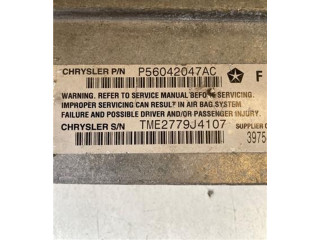 CHRYSLER P/N P56042047AC
F
WARNING. REFER TO SERVICE MANUAL BEFORE SERVICING.
IMPROPER SERVICING CAN RESULT IN AIR BAG SYSTEM
FAILURE AND POSSIBLE DRIVER AND/OR PASSENGER INJURY.
CHRYSLER S/N TME2779J4107
SUPPLIER
3975